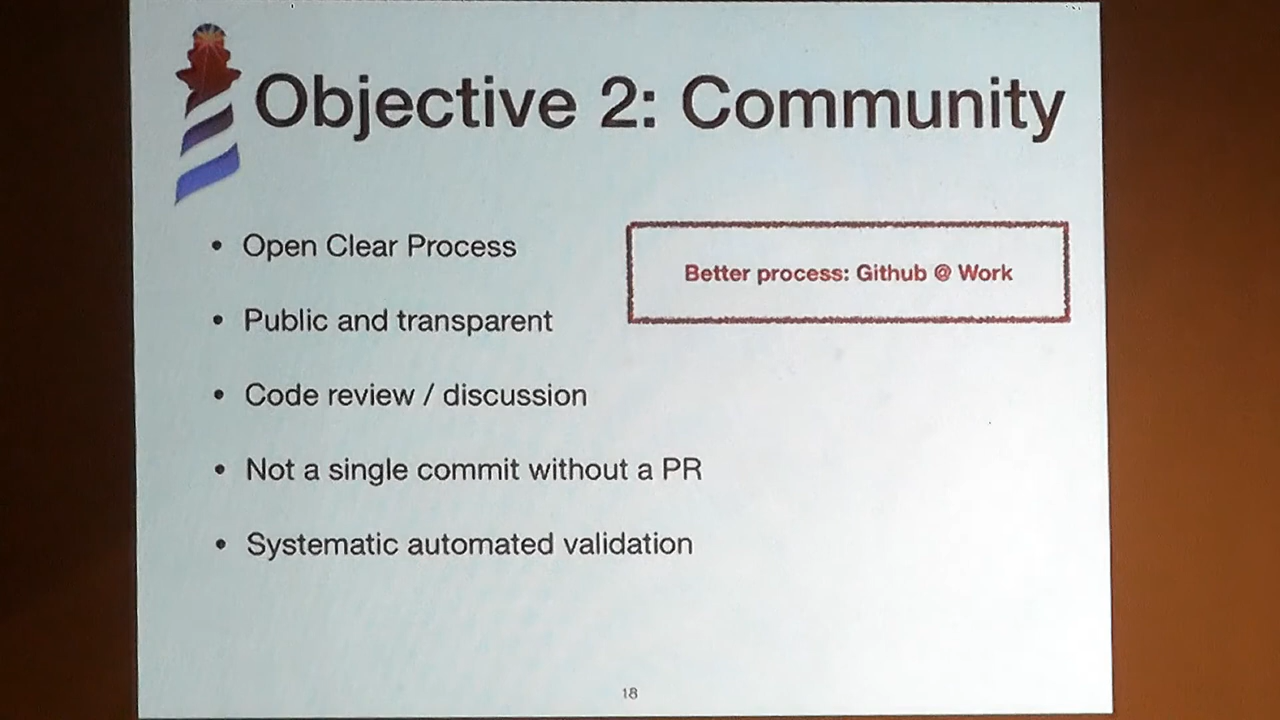 Objective 2: Community
• Open Clear Process
Better process: Github @ Work
• Public and transparent
• Code review / discussion
• Not a single commit without a PR
• Systematic automated validation
18